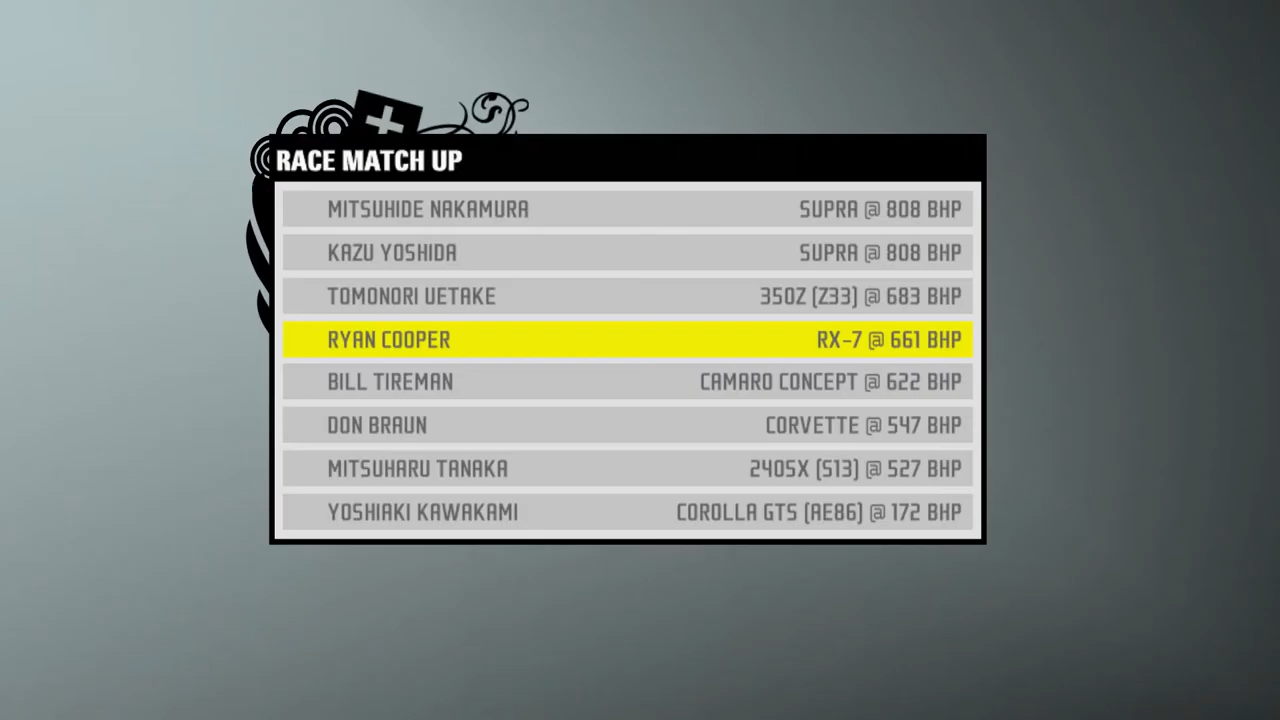 RACE MATCH UP
MITSUHIDE NAKAMURA SUPRA @ 808 BHP
KAZU YOSHIDA SUPRA @ 808 BHP
TOMONORI UETAKE 350Z (Z33) @ 683 BHP
RYAN COOPER RX-7 @ 661 BHP
BILL TIREMAN CAMARO CONCEPT @ 622 BHP
DON BRAUN CORVETTE @ 547 BHP
MITSUHARU TANAKA 240SX (S13) @ 527 BHP
YOSHIAKI KAWAKAMI COROLLA GTS (AE86) @ 172 BHP